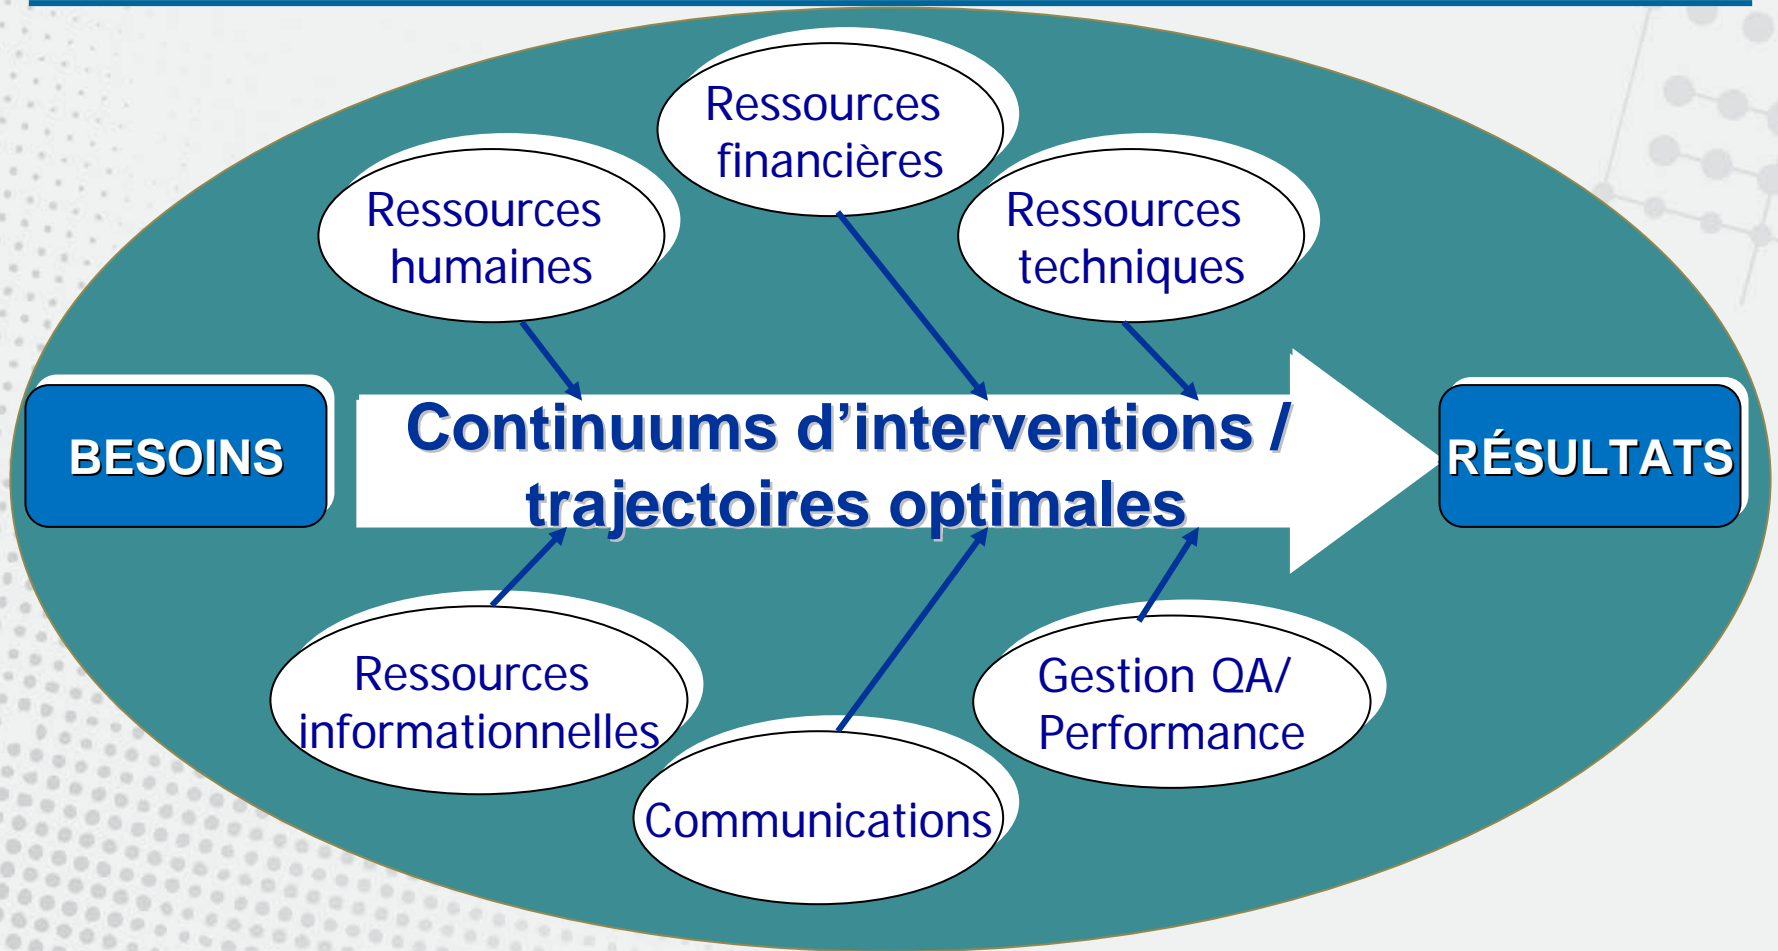 Ressources
financières
Ressources
humaines
Ressources
techniques
BESOINS
Continuums d’interventions /
trajectoires optimales
RÉSULTATS
Ressources
informationnelles
Gestion QA/
Performance
Communications